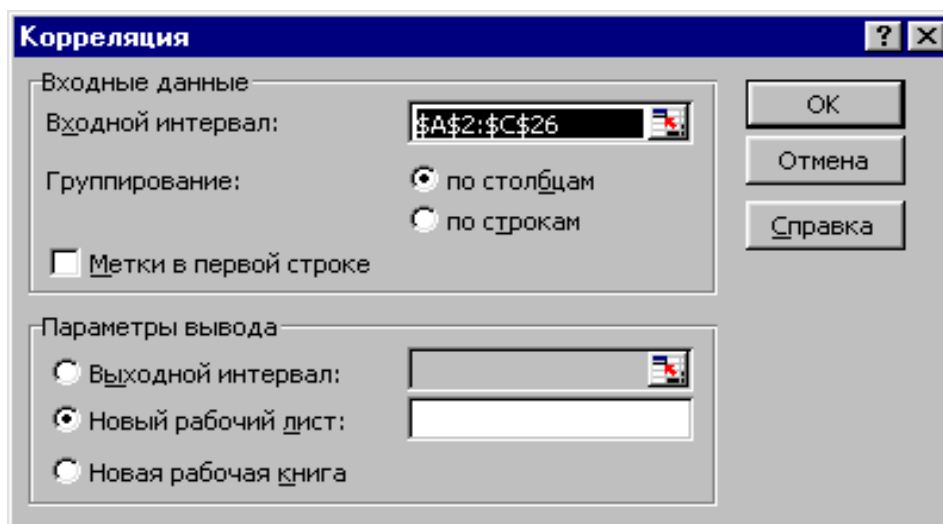 Корреляция
Входные данные
Входной интервал: $A$2:$C$26
Группирование: по столбцам
по строкам
Метки в первой строке
OK
Отмена
Справка
Параметры вывода
Выходной интервал:
Новый рабочий лист:
Новая рабочая книга